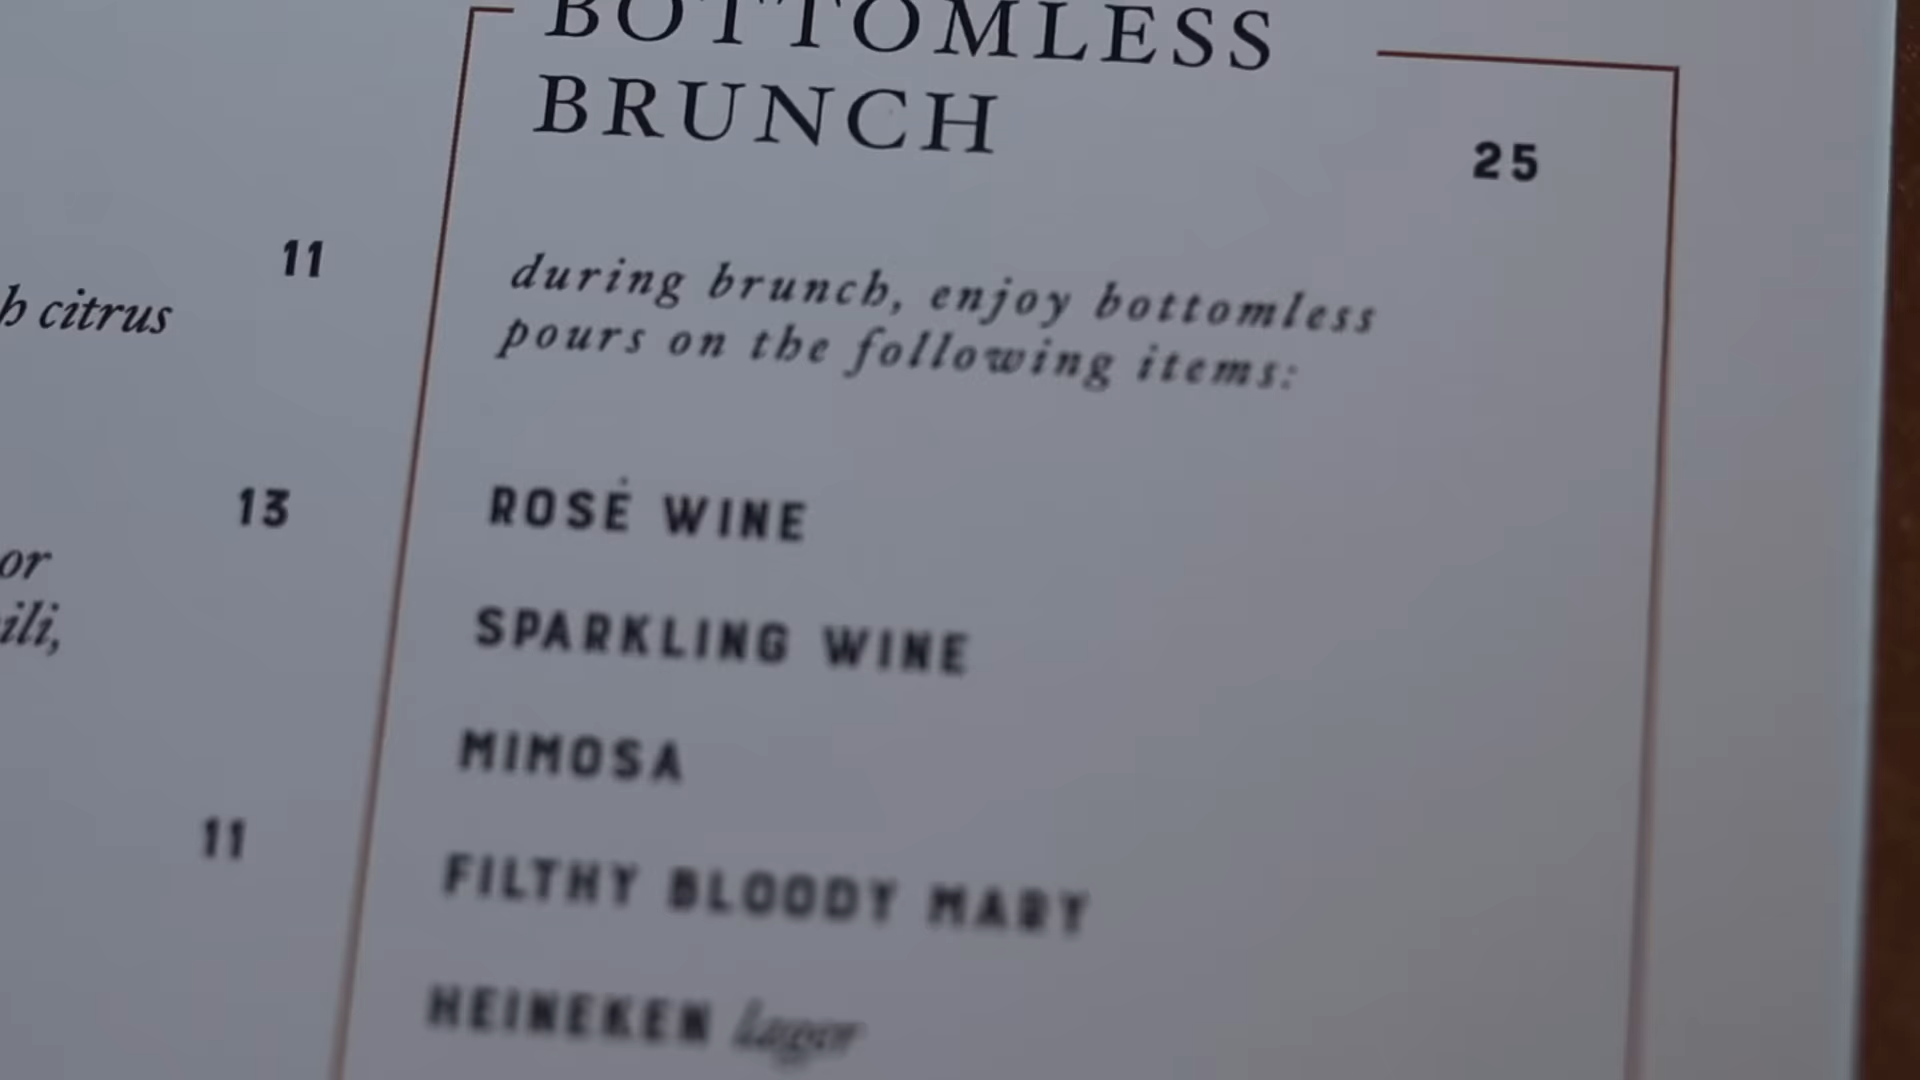 11
h citrus
13
or
ili,
11
BOTTOMLESS
BRUNCH
25
during brunch, enjoy bottomless
pours on the following items:
ROSÉ WINE
SPARKLING WINE
MIMOSA
FILTHY BLOODY MARY
HEINEKEN lager